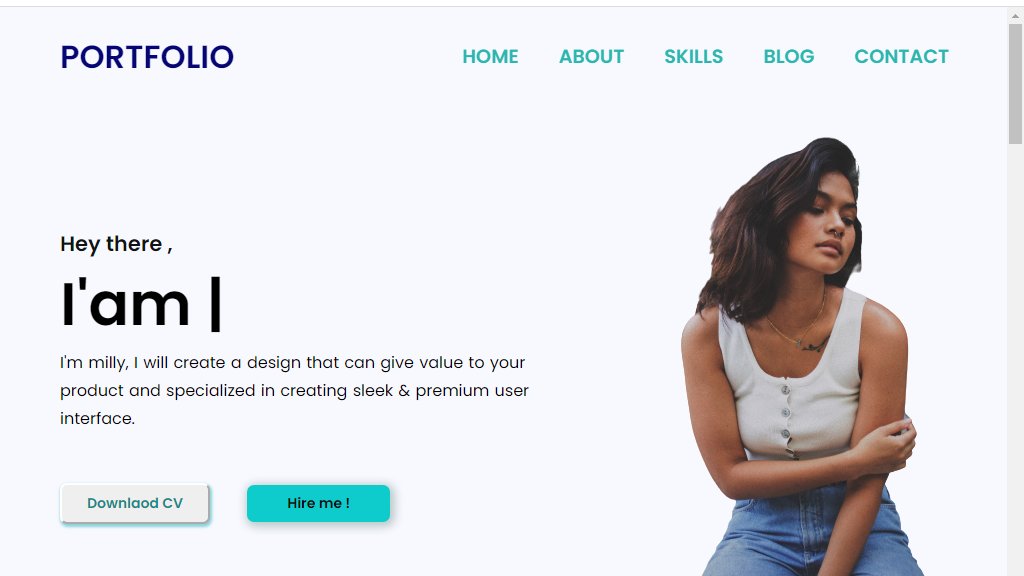 PORTFOLIO
HOME ABOUT SKILLS BLOG CONTACT
Hey there ,
I'am |
I'm milly, I will create a design that can give value to your
product and specialized in creating sleek & premium user
interface.
Downlaod CV
Hire me !